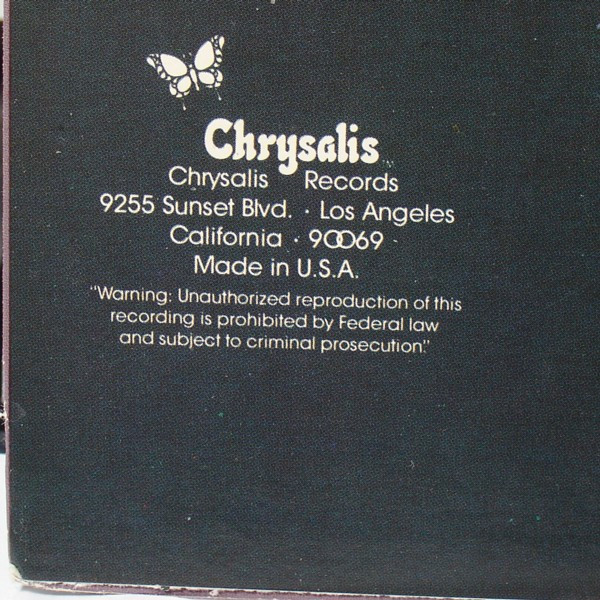 Chrysalis
Chrysalis Records
9255 Sunset Blvd. · Los Angeles
California · 90069
Made in U.S.A.
"Warning: Unauthorized reproduction of this
recording is prohibited by Federal law
and subject to criminal prosecution."